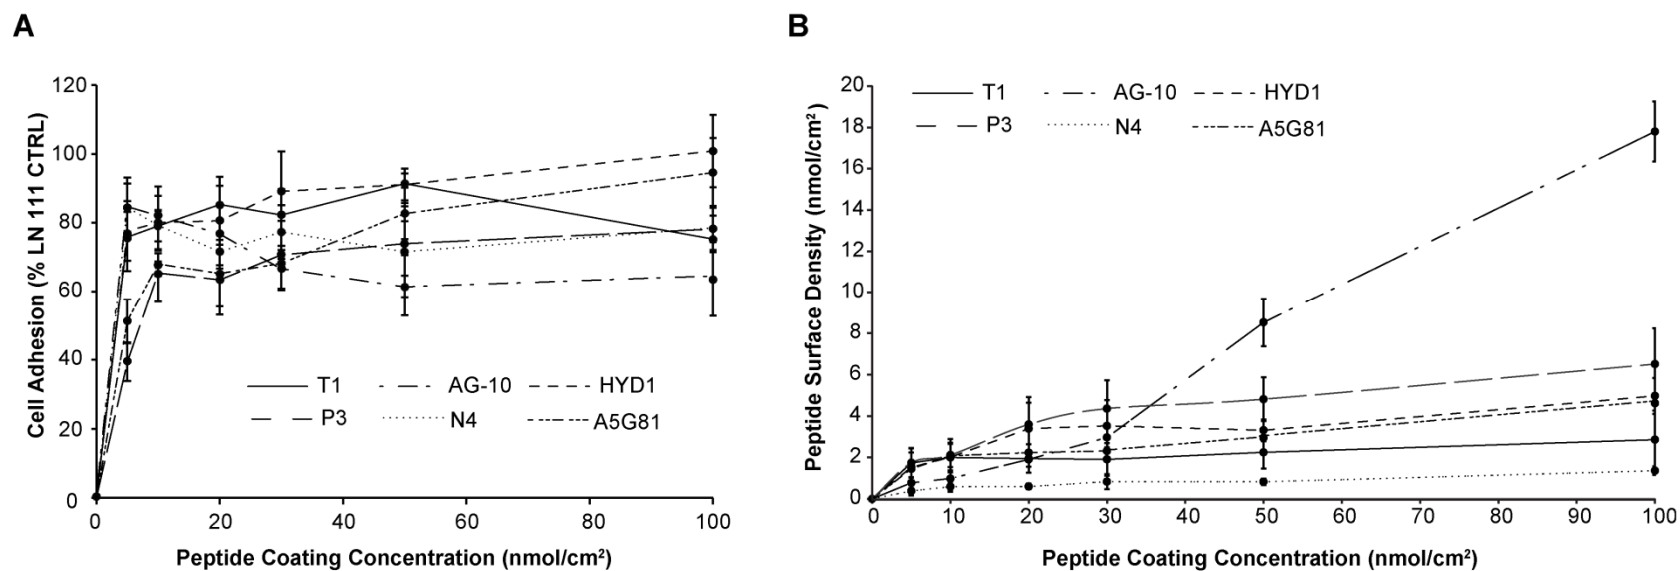 A
Cell Adhesion (% LN 111 CTRL)
120
100
80
60
40
20
0
T1 AG-10 HYD1
P3 N4 A5G81
0 20 40 60 80 100
Peptide Coating Concentration (nmol/cm²)
B
Peptide Surface Density (nmol/cm²)
20
18
16
14
12
10
8
6
4
2
0
T1 AG-10 HYD1
P3 N4 A5G81
0 10 20 30 40 50 60 70 80 90 100
Peptide Coating Concentration (nmol/cm²)